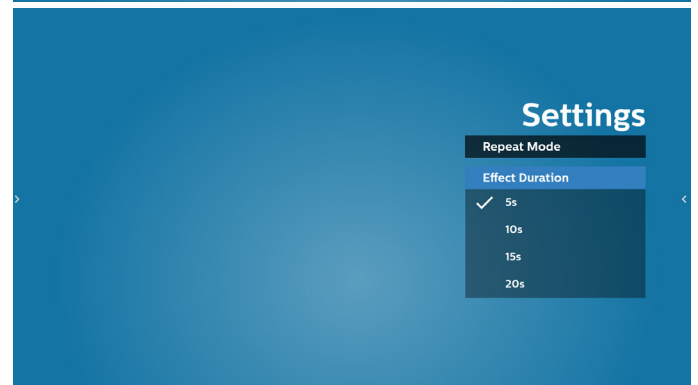 Settings
Repeat Mode
Effect Duration
5s
10s
15s
20s